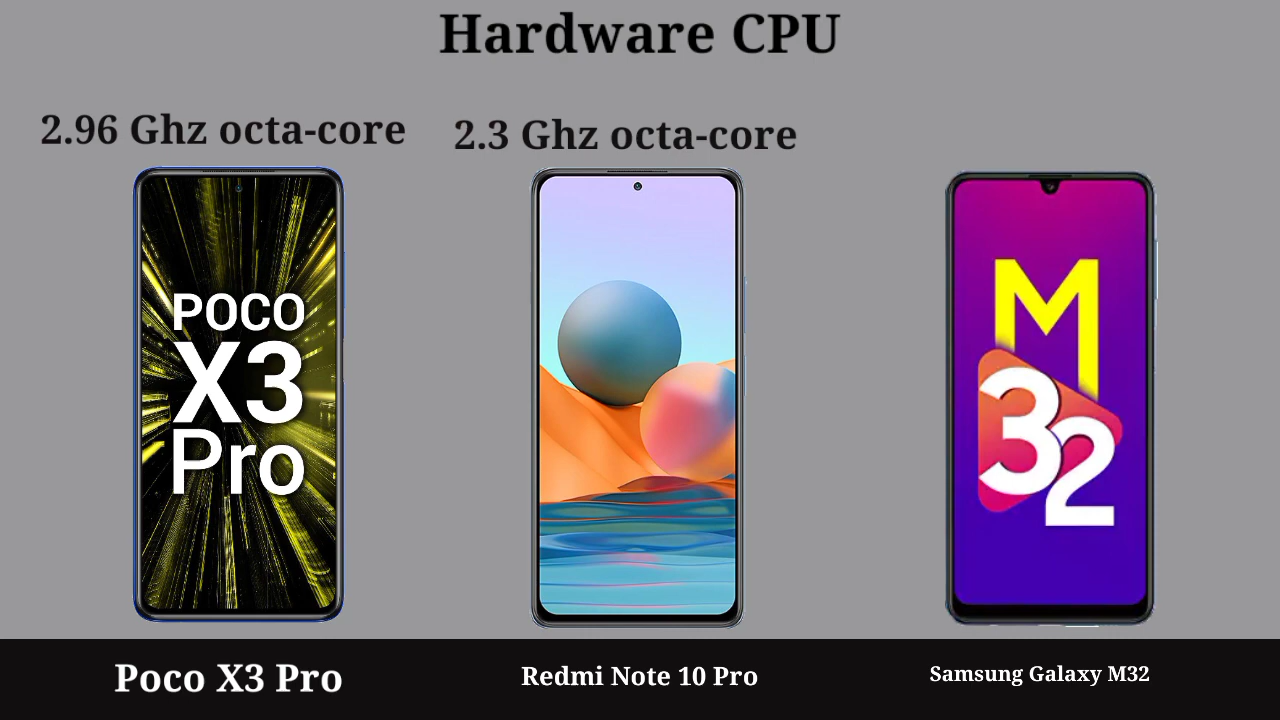 Hardware CPU
2.96 Ghz octa-core
2.3 Ghz octa-core
POCO
X3
Pro
M
32
Poco X3 Pro
Redmi Note 10 Pro
Samsung Galaxy M32